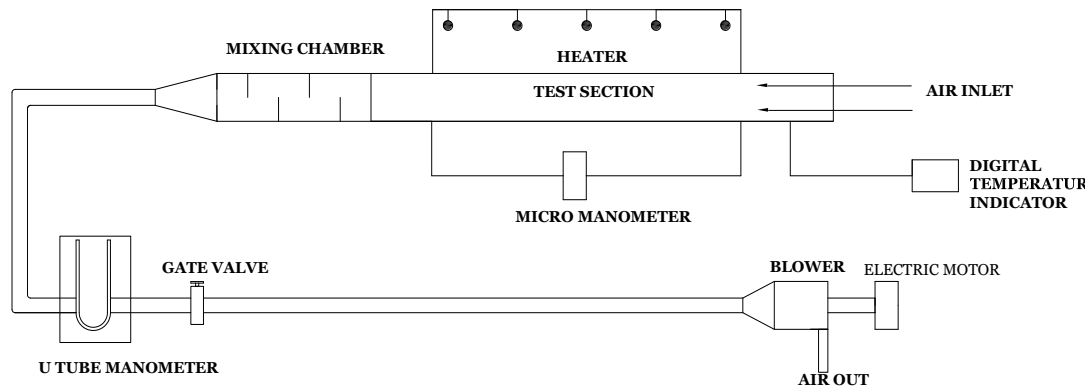 MIXING CHAMBER
HEATER
TEST SECTION
AIR INLET
DIGITAL
TEMPERATUR
INDICATOR
MICRO MANOMETER
GATE VALVE
BLOWER
ELECTRIC MOTOR
U TUBE MANOMETER
AIR OUT